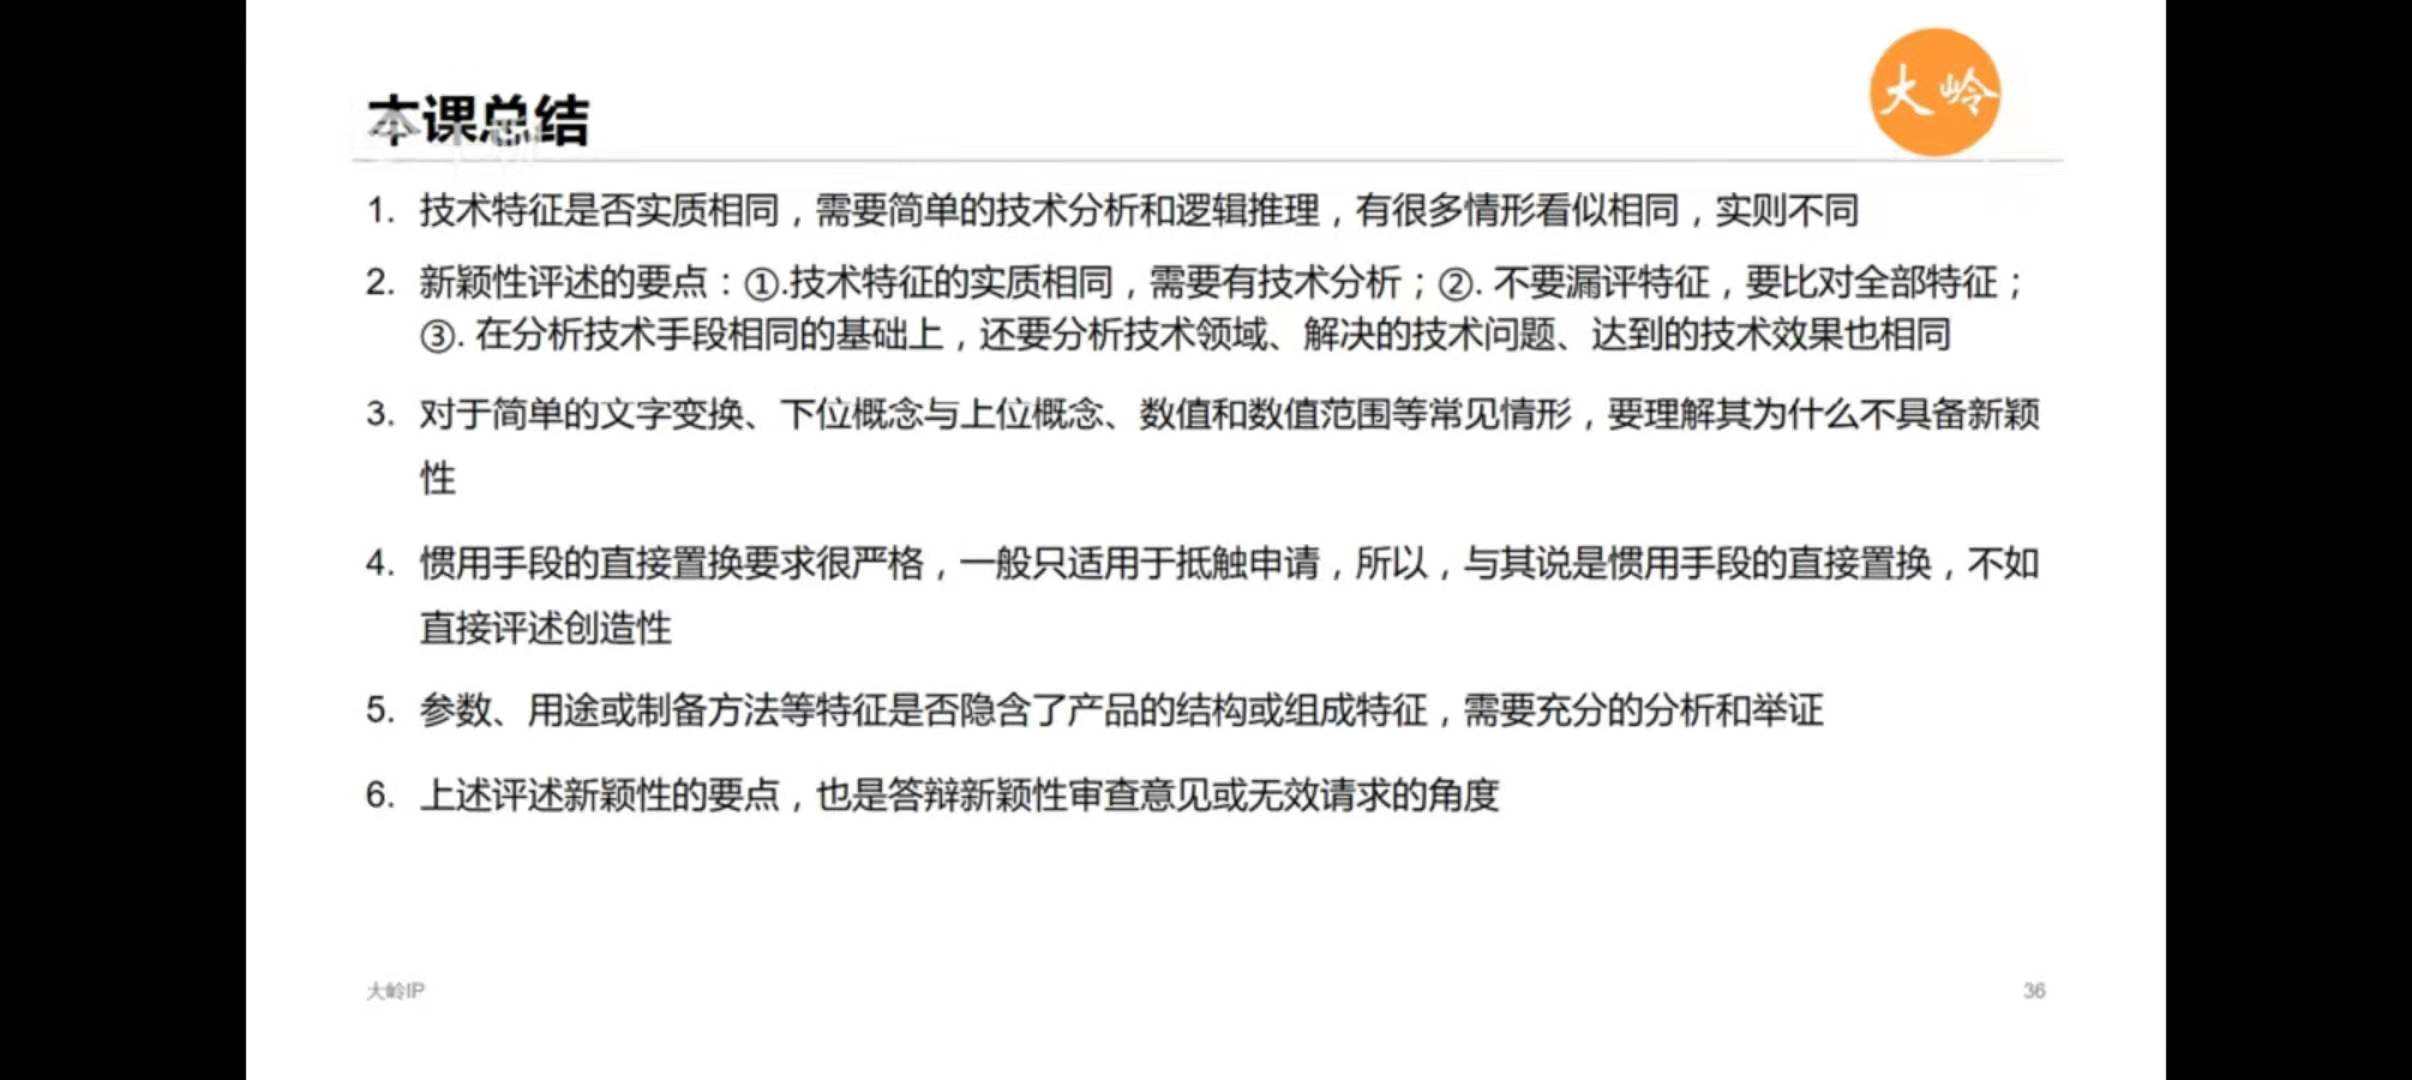 大岭
本课总结
1. 技术特征是否实质相同，需要简单的技术分析和逻辑推理，有很多情形看似相同，实则不同
2. 新颖性评述的要点：①.技术特征的实质相同，需要有技术分析；②. 不要漏评特征，要比对全部特征；
③. 在分析技术手段相同的基础上，还要分析技术领域、解决的技术问题、达到的技术效果也相同
3. 对于简单的文字变换、下位概念与上位概念、数值和数值范围等常见情形，要理解其为什么不具备新颖
性
4. 惯用手段的直接置换要求很严格，一般只适用于抵触申请，所以，与其说是惯用手段的直接置换，不如
直接评述创造性
5. 参数、用途或制备方法等特征是否隐含了产品的结构或组成特征，需要充分的分析和举证
6. 上述评述新颖性的要点，也是答辩新颖性审查意见或无效请求的角度
大岭IP
36